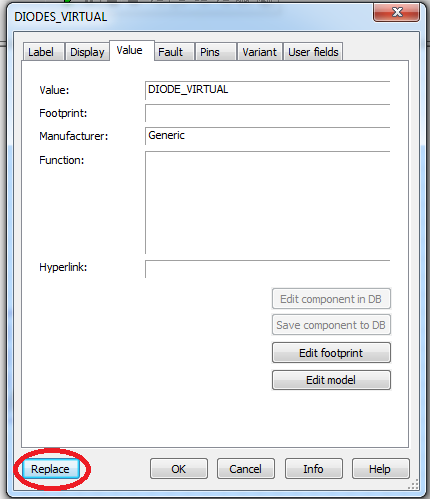 DIODES_VIRTUAL
Label Display Value Fault Pins Variant User fields
Value: DIODE_VIRTUAL
Footprint:
Manufacturer: Generic
Function:
Hyperlink:
Edit component in DB
Save component to DB
Edit footprint
Edit model
Replace OK Cancel Info Help